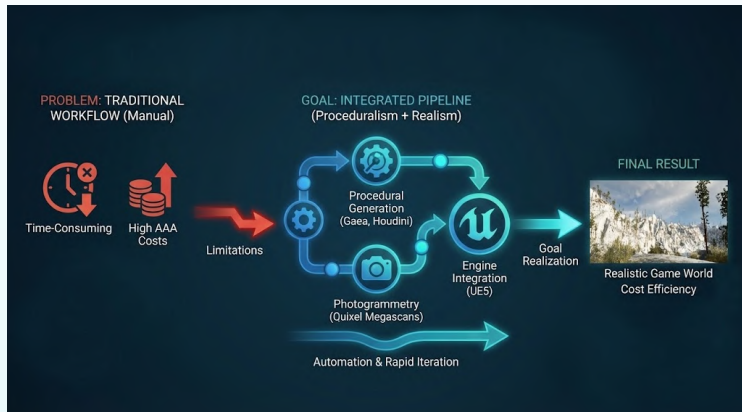 PROBLEM: TRADITIONAL
WORKFLOW (Manual)
Time-Consuming
High AAA
Costs
Limitations
GOAL: INTEGRATED PIPELINE
(Proceduralism + Realism)
Procedural
Generation
(Gaea, Houdini)
Photogrammetry
(Quixel Megascans)
Engine
Integration
(UE5)
Automation & Rapid Iteration
Goal
Realization
FINAL RESULT
Realistic Game World
Cost Efficiency